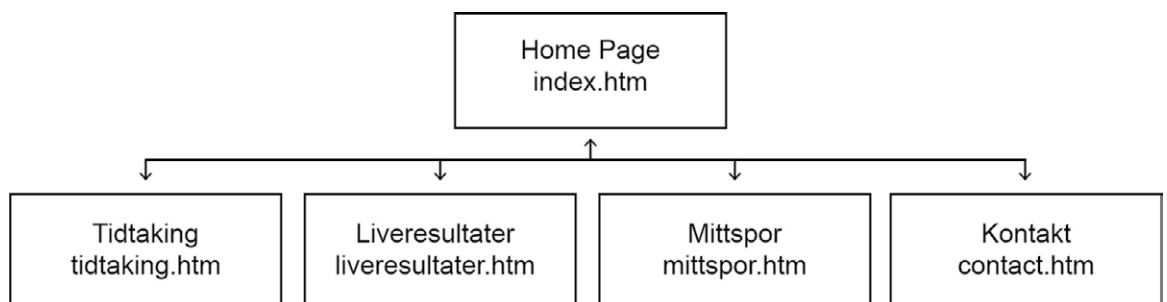 Home Page
index.htm
Tidtaking
tidtaking.htm
Liveresultater
liveresultater.htm
Mittspor
mittspor.htm
Kontakt
contact.htm